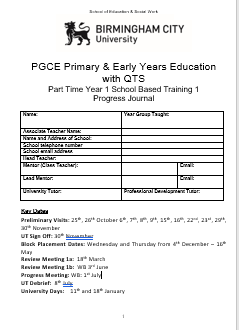 School of Education & Social Work
BIRMINGHAM CITY
University
PGCE Primary & Early Years Education
with QTS
Part Time Year 1 School Based Training 1
Progress Journal
Name: Year Group Taught:
Associate Teacher Name:
Name and Address of School:
School telephone number
School email address
Head Teacher:
Mentor (Class Teacher): Email:
Lead Mentor: Email:
University Tutor: Professional Development Tutor:
Key Dates
Preliminary Visits: 25th, 26th October 6th, 7th, 8th, 9th, 15th, 16th, 22nd, 23rd, 29th,
30th November
UT Sign Off: 30th November
Block Placement Dates: Wednesday and Thursday from 4th December – 16th
May
Review Meeting 1a: 18th March
Review Meeting 1b: WB 3rd June
Progress Meeting: WB 1st July
UT Debrief: 8th July
University Days: 11th and 18th January